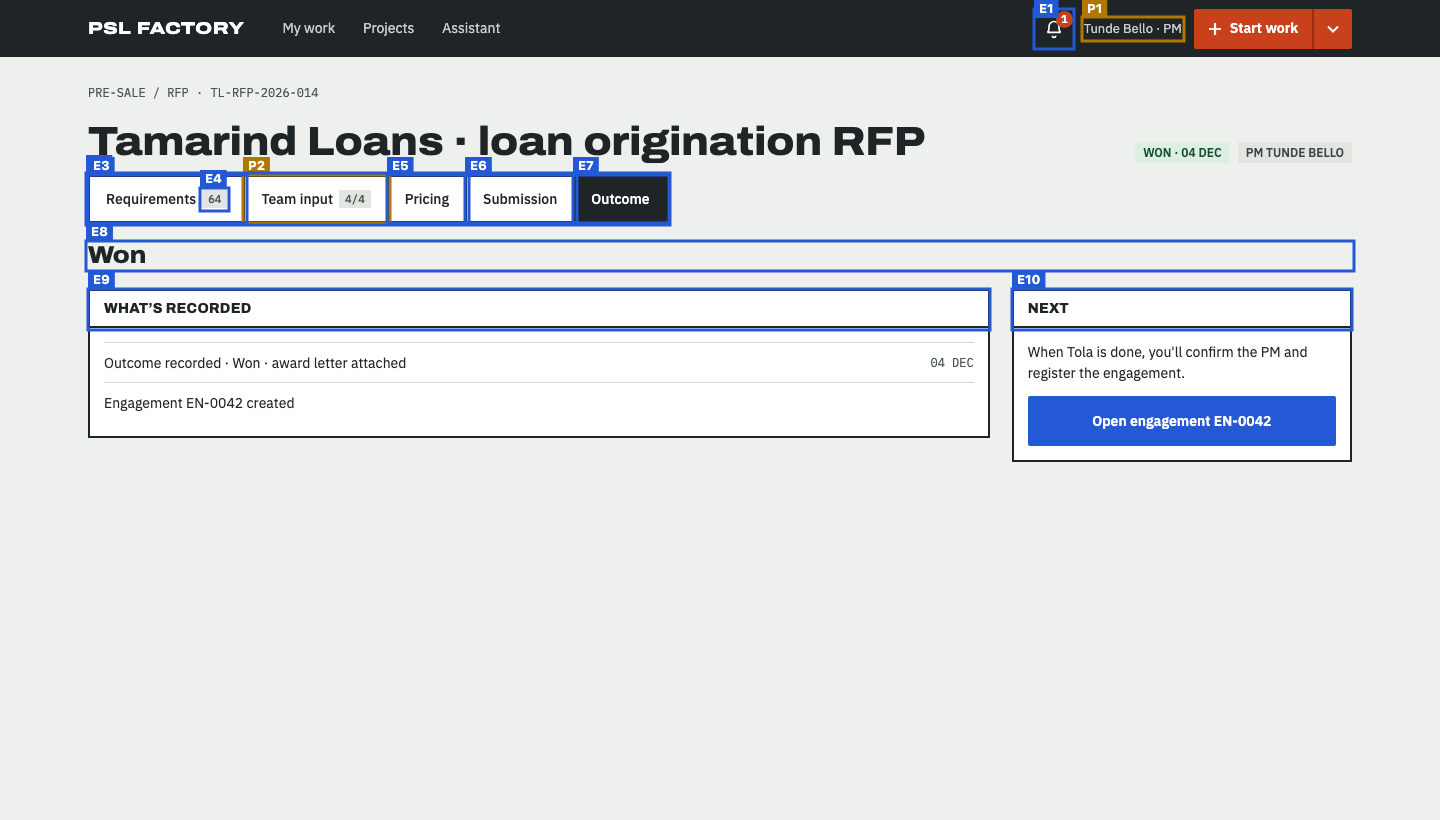 PSL FACTORY
My work
Projects
Assistant
E1
1
P1
Tunde Bello · PM
Start work
PRE-SALE / RFP · TL-RFP-2026-014
Tamarind Loans · loan origination RFP
WON · 04 DEC
PM TUNDE BELLO
E3
E4
P2
E5
E6
E7
Requirements 64
Team input 4/4
Pricing
Submission
Outcome
E8
Won
E9
WHAT’S RECORDED
Outcome recorded · Won · award letter attached 04 DEC
Engagement EN-0042 created
E10
NEXT
When Tola is done, you'll confirm the PM and
register the engagement.
Open engagement EN-0042